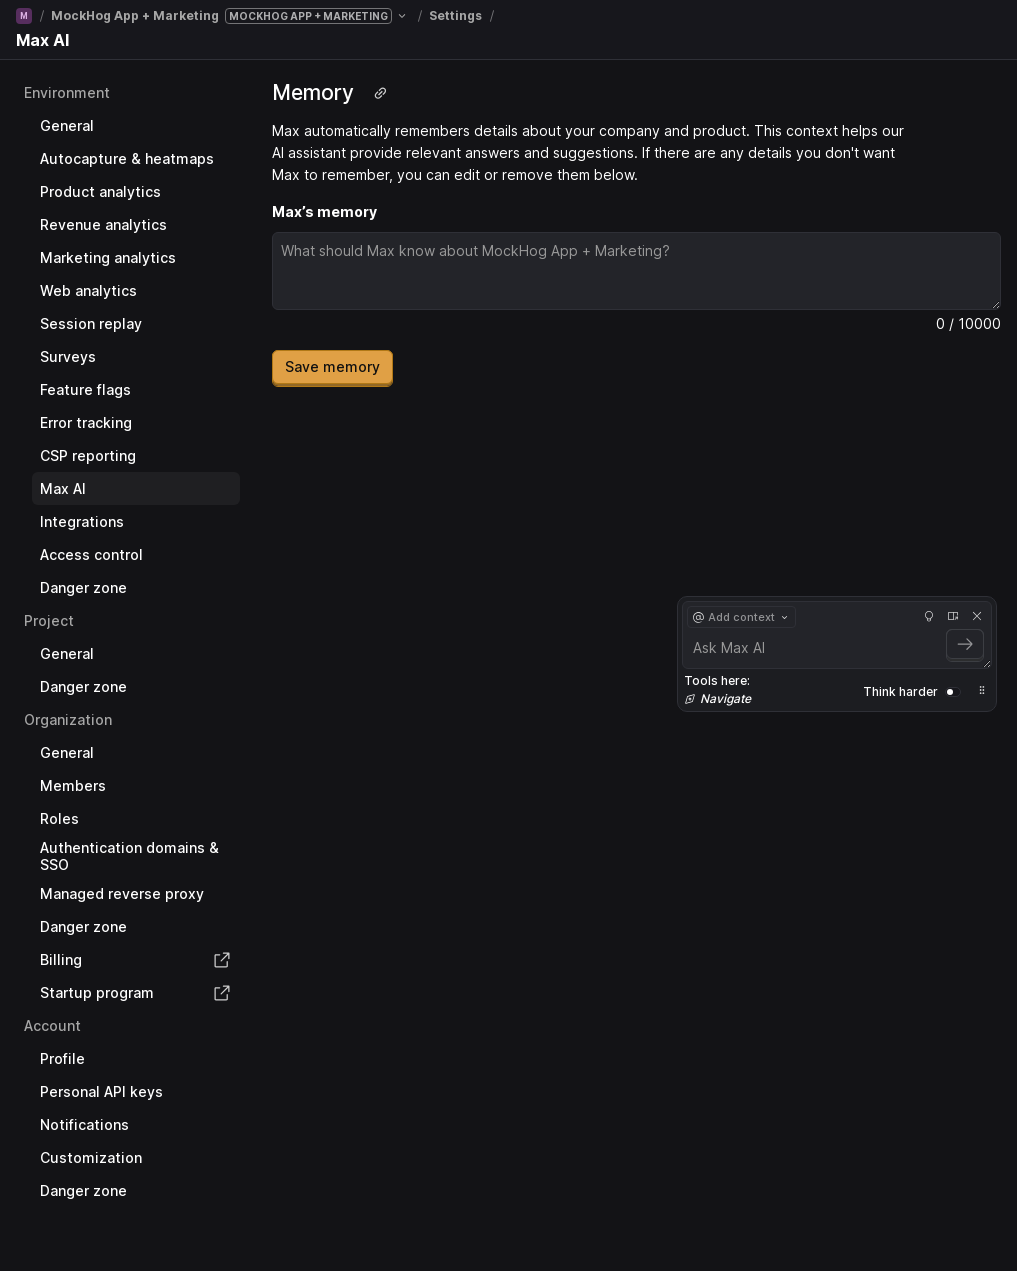 M / MockHog App + Marketing MOCKHOG APP + MARKETING / Settings /
Max AI
Environment
General
Autocapture & heatmaps
Product analytics
Revenue analytics
Marketing analytics
Web analytics
Session replay
Surveys
Feature flags
Error tracking
CSP reporting
Max AI
Integrations
Access control
Danger zone
Project
General
Danger zone
Organization
General
Members
Roles
Authentication domains &
SSO
Managed reverse proxy
Danger zone
Billing
Startup program
Account
Profile
Personal API keys
Notifications
Customization
Danger zone
Memory
Max automatically remembers details about your company and product. This context helps our
AI assistant provide relevant answers and suggestions. If there are any details you don't want
Max to remember, you can edit or remove them below.
Max’s memory
What should Max know about MockHog App + Marketing?
0 / 10000
Save memory
@ Add context
Ask Max AI
Tools here:
Navigate
Think harder